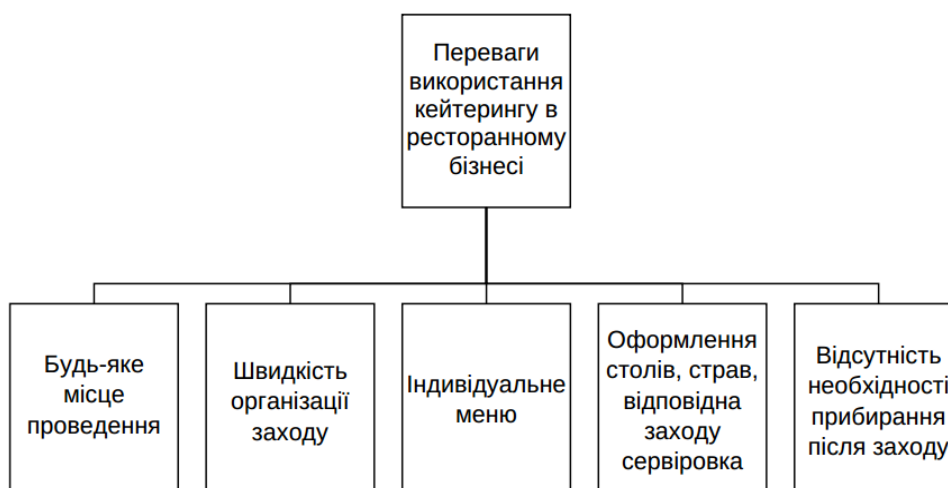 Переваги
використання
кейтерингу в
ресторанному
бізнесі
Будь-яке
місце
проведення
Швидкість
організації
заходу
Індивідуальне
меню
Оформлення
столів, страв,
відповідна
заходу
сервіровка
Відсутність
необхідності
прибирання
після заходу